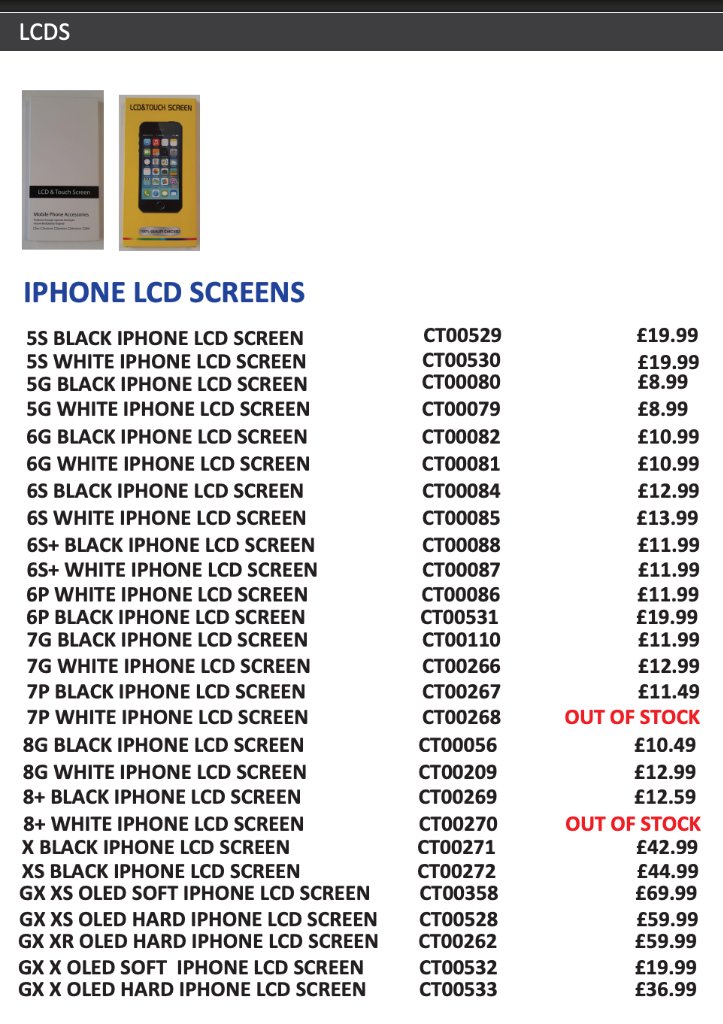 LCDS
LCD & Touch Screen
Mobile Phone Accessories
LCD&TOUCH SCREEN
100% QUALITY CHECKED
IPHONE LCD SCREENS
5S BLACK IPHONE LCD SCREEN CT00529 £19.99
5S WHITE IPHONE LCD SCREEN CT00530 £19.99
5G BLACK IPHONE LCD SCREEN CT00080 £8.99
5G WHITE IPHONE LCD SCREEN CT00079 £8.99
6G BLACK IPHONE LCD SCREEN CT00082 £10.99
6G WHITE IPHONE LCD SCREEN CT00081 £10.99
6S BLACK IPHONE LCD SCREEN CT00084 £12.99
6S WHITE IPHONE LCD SCREEN CT00085 £13.99
6S+ BLACK IPHONE LCD SCREEN CT00088 £11.99
6S+ WHITE IPHONE LCD SCREEN CT00087 £11.99
6P WHITE IPHONE LCD SCREEN CT00086 £11.99
6P BLACK IPHONE LCD SCREEN CT00531 £19.99
7G BLACK IPHONE LCD SCREEN CT00110 £11.99
7G WHITE IPHONE LCD SCREEN CT00266 £12.99
7P BLACK IPHONE LCD SCREEN CT00267 £11.49
7P WHITE IPHONE LCD SCREEN CT00268 OUT OF STOCK
8G BLACK IPHONE LCD SCREEN CT00056 £10.49
8G WHITE IPHONE LCD SCREEN CT00209 £12.99
8+ BLACK IPHONE LCD SCREEN CT00269 £12.59
8+ WHITE IPHONE LCD SCREEN CT00270 OUT OF STOCK
X BLACK IPHONE LCD SCREEN CT00271 £42.99
XS BLACK IPHONE LCD SCREEN CT00272 £44.99
GX XS OLED SOFT IPHONE LCD SCREEN CT00358 £69.99
GX XS OLED HARD IPHONE LCD SCREEN CT00528 £59.99
GX XR OLED HARD IPHONE LCD SCREEN CT00262 £59.99
GX X OLED SOFT IPHONE LCD SCREEN CT00532 £19.99
GX X OLED HARD IPHONE LCD SCREEN CT00533 £36.99